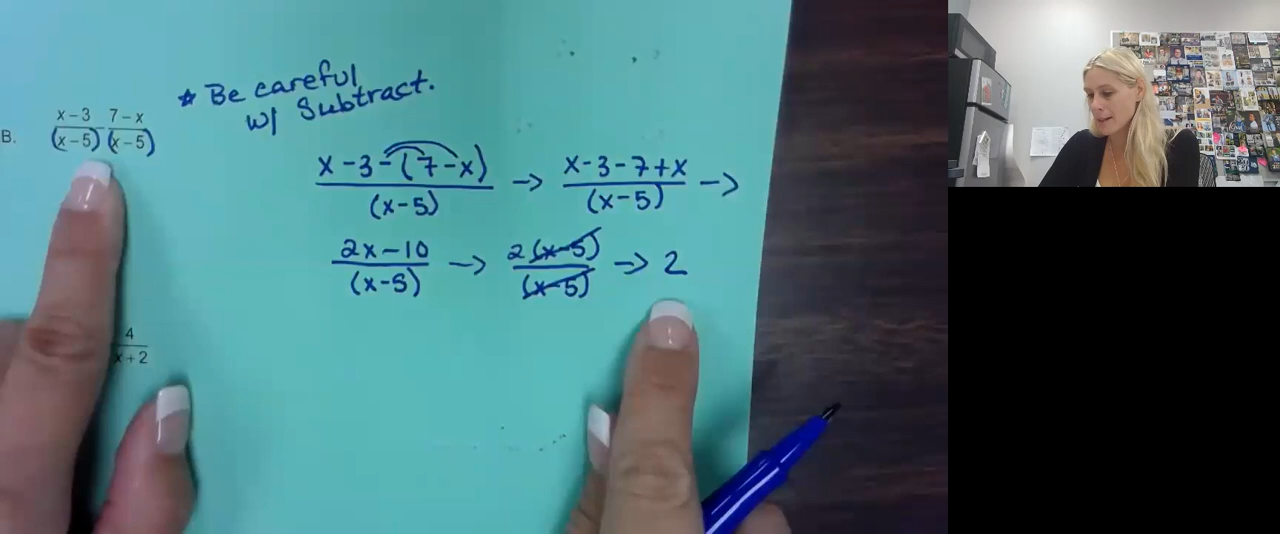 * Be careful
w/ Subtract.
B. x-3 7-x
(x-5) (x-5)
x-3-(7-x) → x-3-7+x →
(x-5) (x-5)
2x-10 → 2(x-5) → 2
(x-5) (x-5)
4
x+2